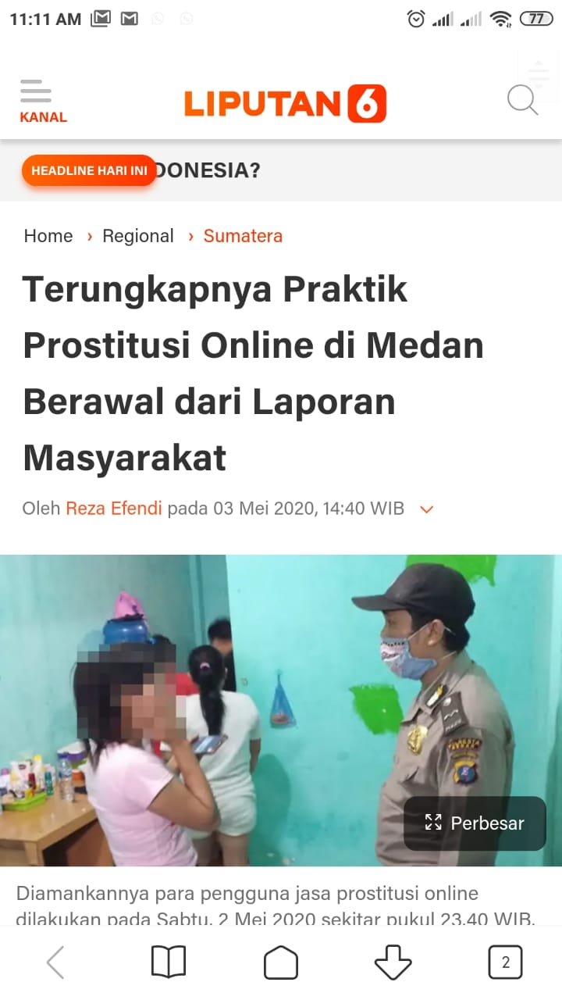 11:11 AM 77
KANAL
LIPUTAN 6
HEADLINE HARI INI DONESIA?
Home › Regional › Sumatera
Terungkapnya Praktik
Prostitusi Online di Medan
Berawal dari Laporan
Masyarakat
Oleh Reza Efendi pada 03 Mei 2020, 14:40 WIB
Perbesar
Diamankannya para pengguna jasa prostitusi online
dilakukan pada Sabtu, 2 Mei 2020 sekitar pukul 23.40 WIB.
2